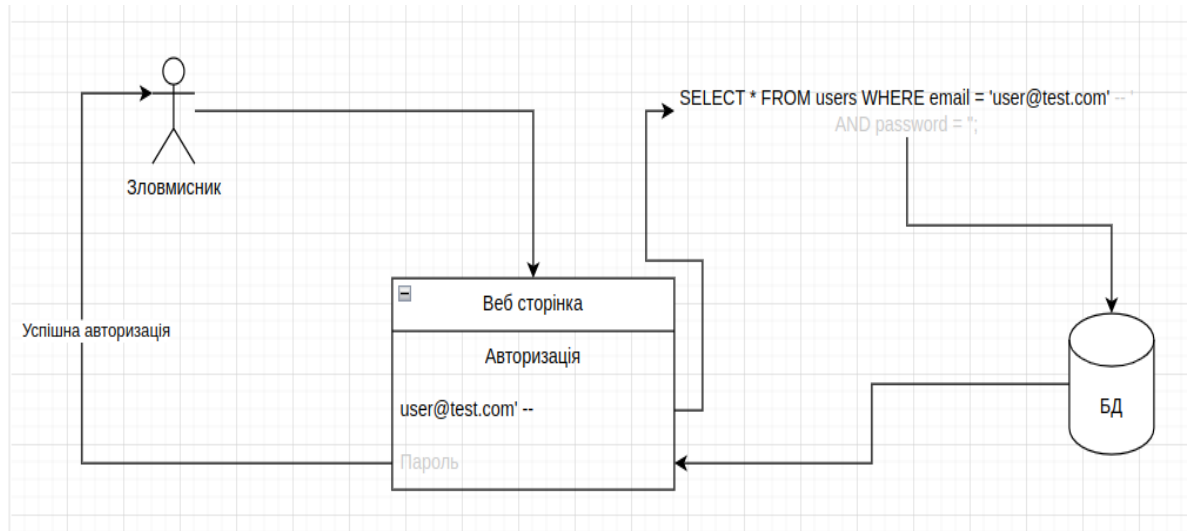 SELECT * FROM users WHERE email = 'user@test.com' -- '
AND password = '';
Зловмисник
Веб сторінка
Успішна авторизація
Авторизація
user@test.com' --
БД
Пароль